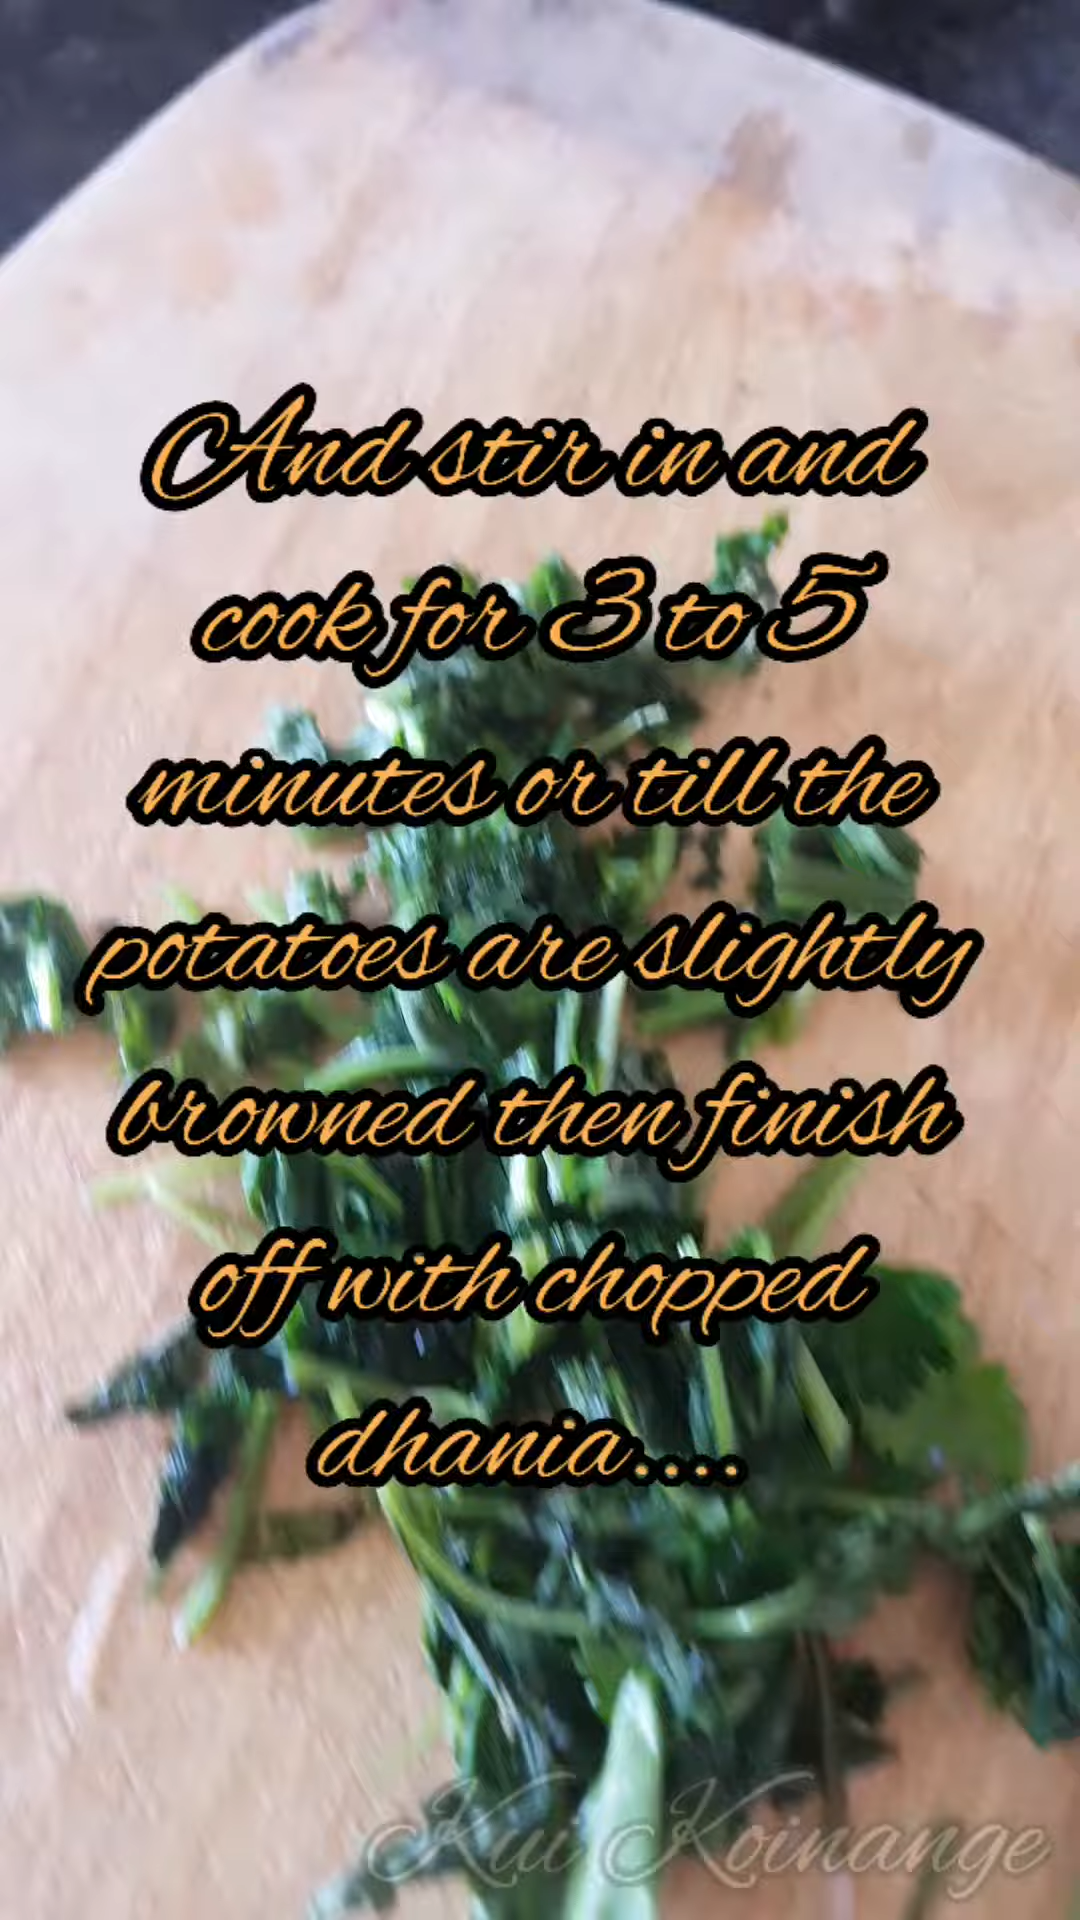 And stir in and
cook for 3 to 5
minutes or till the
potatoes are slightly
browned then finish
off with chopped
dhania....
Kui Koinange